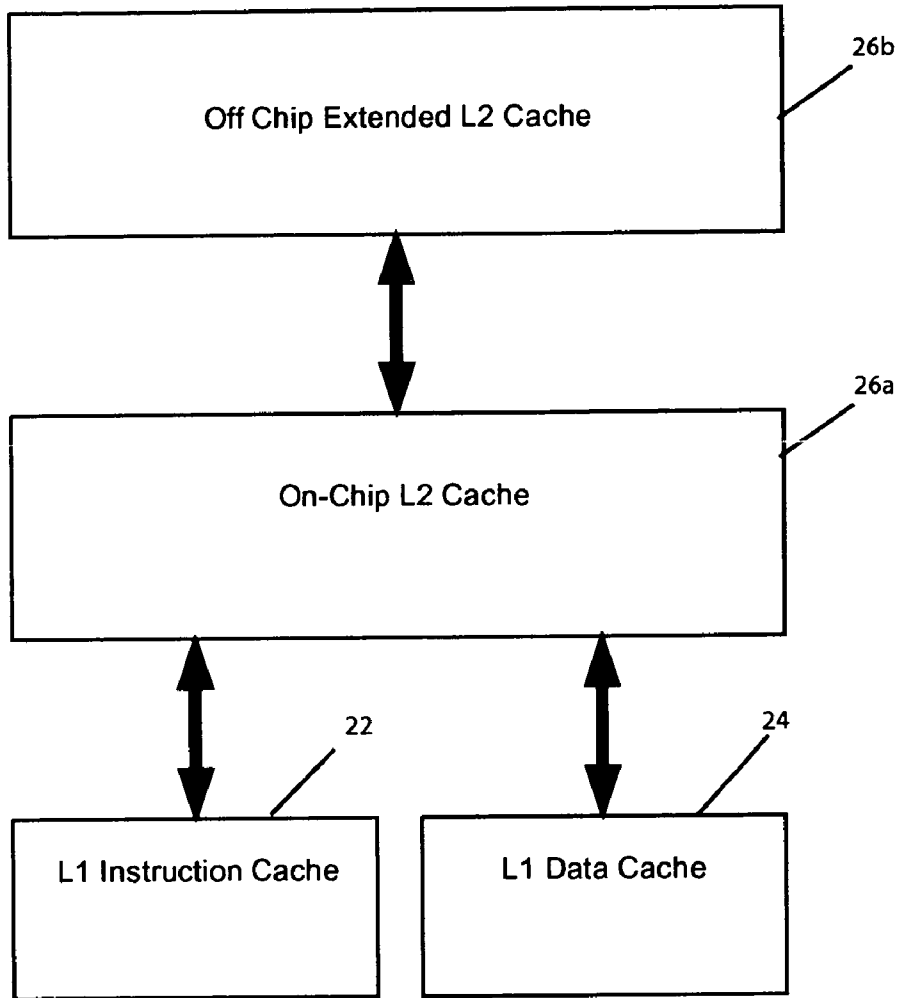 26b
Off Chip Extended L2 Cache
26a
On-Chip L2 Cache
22
24
L1 Instruction Cache
L1 Data Cache